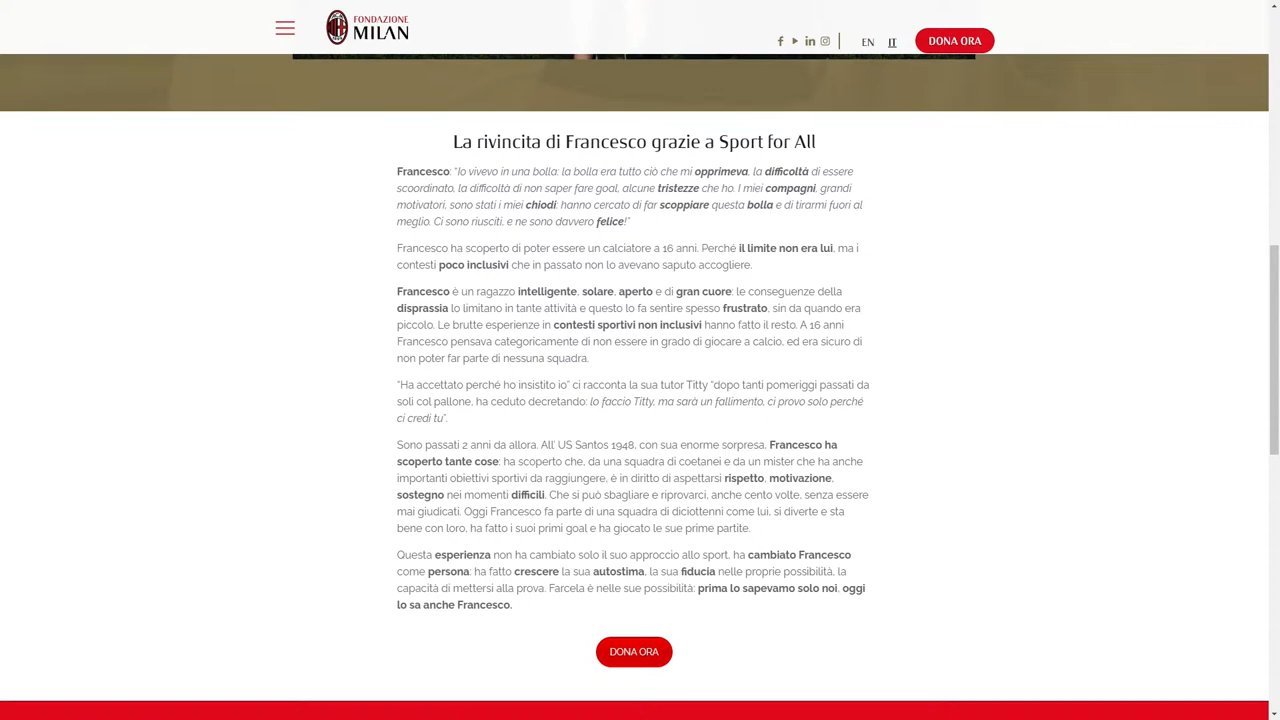 FONDAZIONE
MILAN
EN IT DONA ORA
La rivincita di Francesco grazie a Sport for All
Francesco: “Io vivevo in una bolla: la bolla era tutto ciò che mi opprimeva, la difficoltà di essere
scoordinato, la difficoltà di non saper fare goal, alcune tristezze che ho. I miei compagni, grandi
motivatori, sono stati i miei chiodi: hanno cercato di far scoppiare questa bolla e di tirarmi fuori al
meglio. Ci sono riusciti, e ne sono davvero felice!”
Francesco ha scoperto di poter essere un calciatore a 16 anni. Perché il limite non era lui, ma i
contesti poco inclusivi che in passato non lo avevano saputo accogliere.
Francesco è un ragazzo intelligente, solare, aperto e di gran cuore: le conseguenze della
disprassia lo limitano in tante attività e questo lo fa sentire spesso frustrato, sin da quando era
piccolo. Le brutte esperienze in contesti sportivi non inclusivi hanno fatto il resto. A 16 anni
Francesco pensava categoricamente di non essere in grado di giocare a calcio, ed era sicuro di
non poter far parte di nessuna squadra.
“Ha accettato perché ho insistito io” ci racconta la sua tutor Titty “dopo tanti pomeriggi passati da
soli col pallone, ha ceduto decretando: lo faccio Titty, ma sarà un fallimento, ci provo solo perché
ci credi tu”.
Sono passati 2 anni da allora. All’ US Santos 1948, con sua enorme sorpresa, Francesco ha
scoperto tante cose: ha scoperto che, da una squadra di coetanei e da un mister che ha anche
importanti obiettivi sportivi da raggiungere, è in diritto di aspettarsi rispetto, motivazione,
sostegno nei momenti difficili. Che si può sbagliare e riprovarci, anche cento volte, senza essere
mai giudicati. Oggi Francesco fa parte di una squadra di diciottenni come lui, si diverte e sta
bene con loro, ha fatto i suoi primi goal e ha giocato le sue prime partite.
Questa esperienza non ha cambiato solo il suo approccio allo sport, ha cambiato Francesco
come persona: ha fatto crescere la sua autostima, la sua fiducia nelle proprie possibilità, la
capacità di mettersi alla prova. Farcela è nelle sue possibilità: prima lo sapevamo solo noi, oggi
lo sa anche Francesco.
DONA ORA